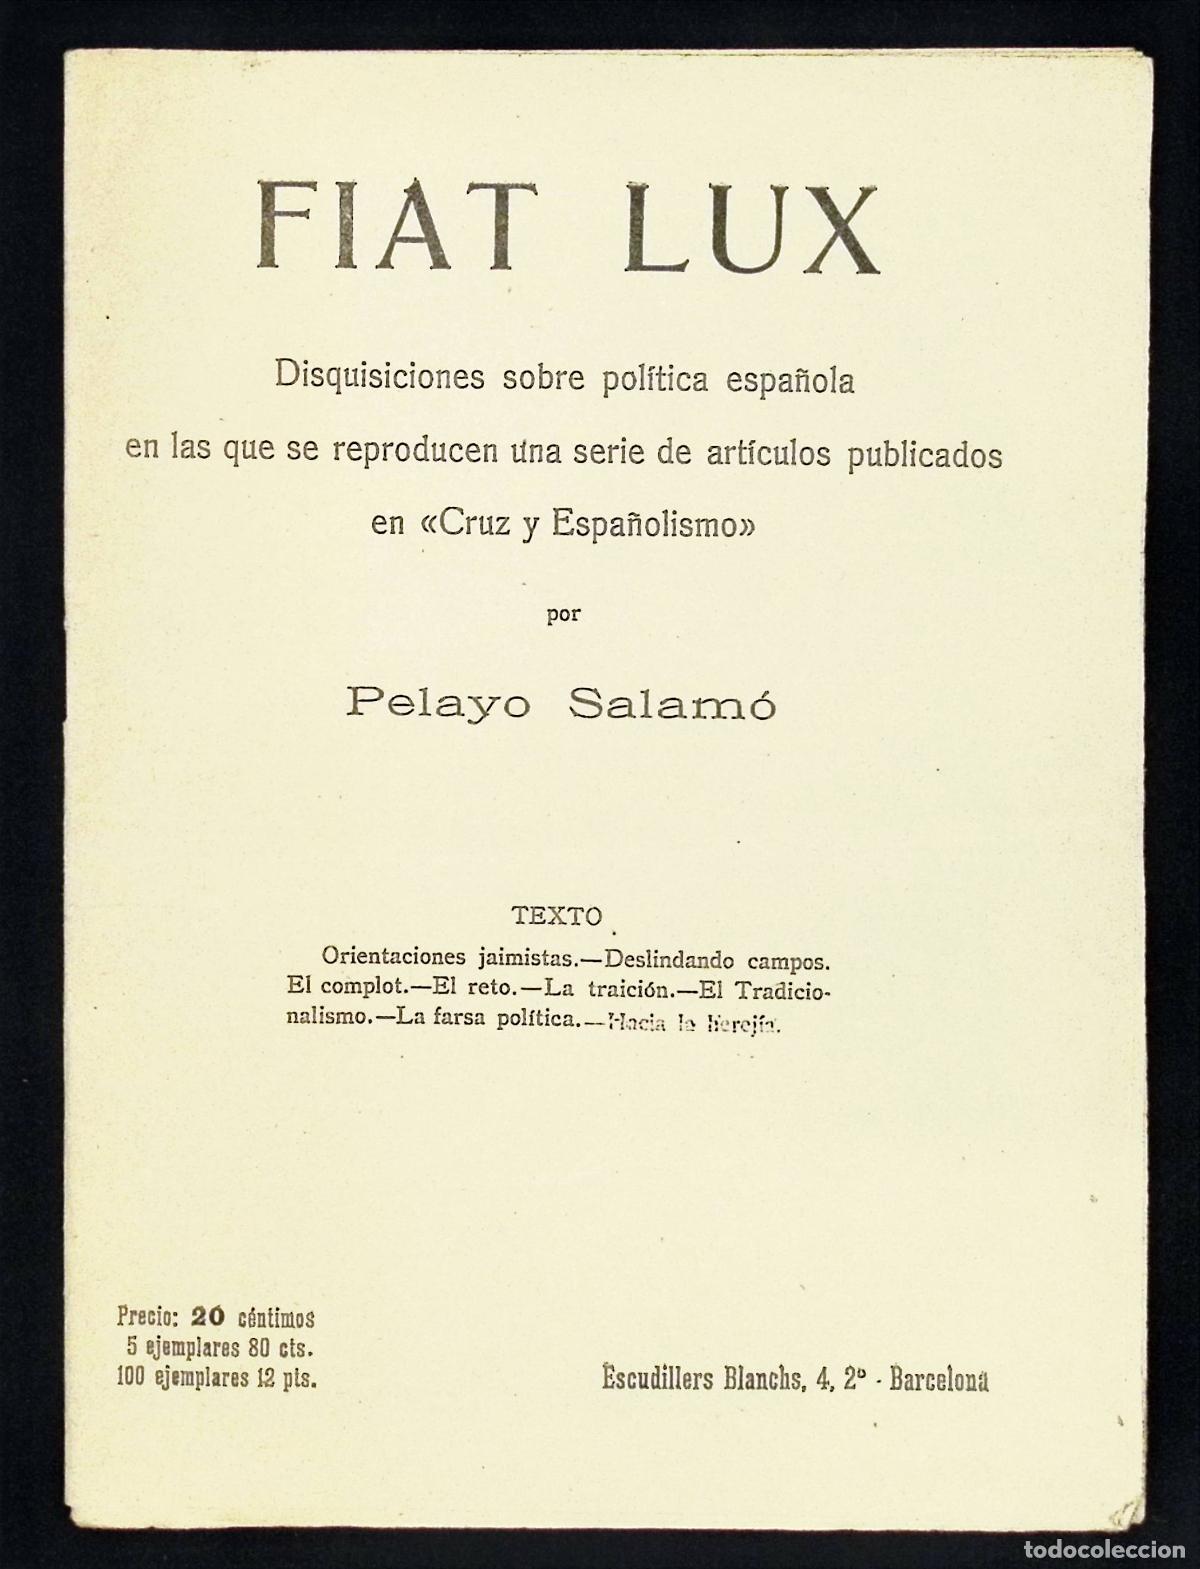 FIAT LUX
Disquisiciones sobre política española
en las que se reproducen una serie de artículos publicados
en «Cruz y Españolismo»
por
Pelayo Salamó
TEXTO
Orientaciones jaimistas.—Deslindando campos.
El complot.—El reto.—La traición.—El Tradicio-
nalismo.—La farsa política.—Hacia la herejía.
Precio: 20 céntimos
5 ejemplares 80 cts.
100 ejemplares 12 pts.
Escudillers Blanchs, 4, 2º - Barcelona
todocoleccion